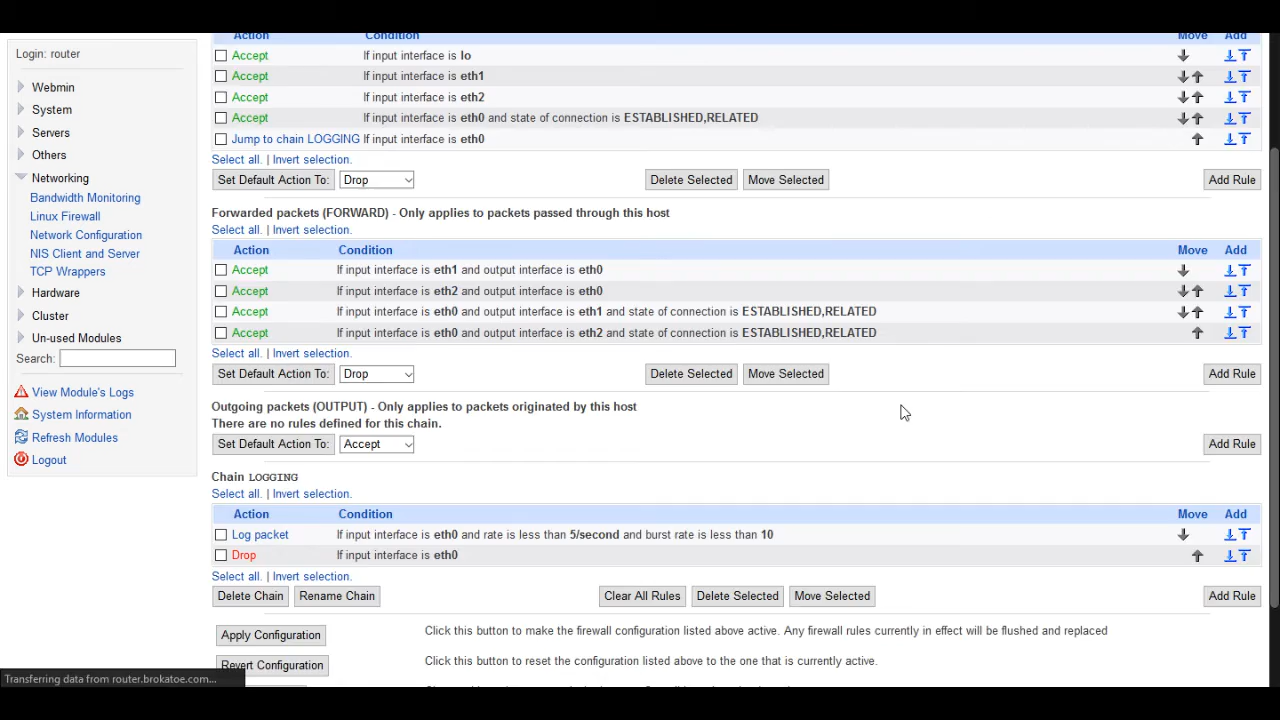 Login: router
Webmin
System
Servers
Others
Networking
Bandwidth Monitoring
Linux Firewall
Network Configuration
NIS Client and Server
TCP Wrappers
Hardware
Cluster
Un-used Modules
Search:
View Module's Logs
System Information
Refresh Modules
Logout
Action Condition Move Add
Accept If input interface is lo
Accept If input interface is eth1
Accept If input interface is eth2
Accept If input interface is eth0 and state of connection is ESTABLISHED,RELATED
Jump to chain LOGGING If input interface is eth0
Select all. | Invert selection.
Set Default Action To: Drop Delete Selected Move Selected Add Rule
Forwarded packets (FORWARD) - Only applies to packets passed through this host
Select all. | Invert selection.
Action Condition Move Add
Accept If input interface is eth1 and output interface is eth0
Accept If input interface is eth2 and output interface is eth0
Accept If input interface is eth0 and output interface is eth1 and state of connection is ESTABLISHED,RELATED
Accept If input interface is eth0 and output interface is eth2 and state of connection is ESTABLISHED,RELATED
Select all. | Invert selection.
Set Default Action To: Drop Delete Selected Move Selected Add Rule
Outgoing packets (OUTPUT) - Only applies to packets originated by this host
There are no rules defined for this chain.
Set Default Action To: Accept Add Rule
Chain LOGGING
Select all. | Invert selection.
Action Condition Move Add
Log packet If input interface is eth0 and rate is less than 5/second and burst rate is less than 10
Drop If input interface is eth0
Select all. | Invert selection.
Delete Chain Rename Chain Clear All Rules Delete Selected Move Selected Add Rule
Apply Configuration Click this button to make the firewall configuration listed above active. Any firewall rules currently in effect will be flushed and replaced
Revert Configuration Click this button to reset the configuration listed above to the one that is currently active.
Transferring data from router.brokatoe.com...